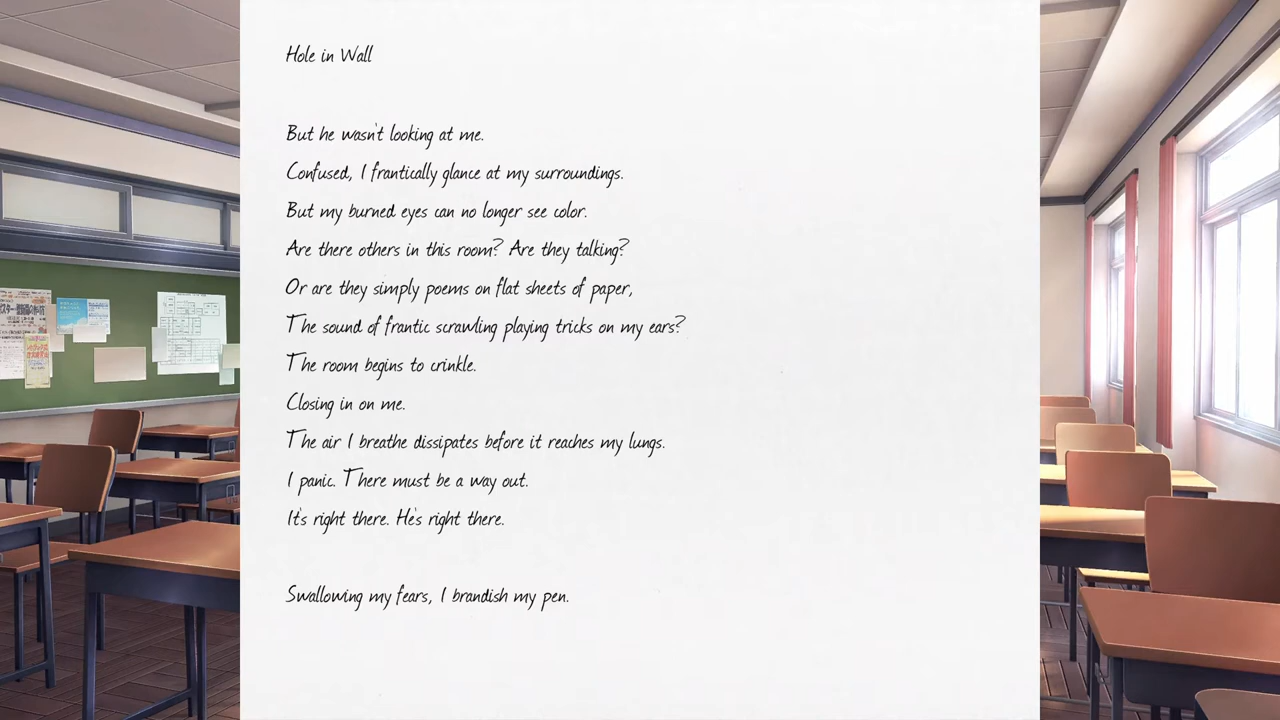 Hole in Wall
But he wasn't looking at me.
Confused, I frantically glance at my surroundings.
But my burned eyes can no longer see color.
Are there others in this room? Are they talking?
Or are they simply poems on flat sheets of paper,
The sound of frantic scrawling playing tricks on my ears?
The room begins to crinkle.
Closing in on me.
The air I breathe dissipates before it reaches my lungs.
I panic. There must be a way out.
It's right there. He's right there.
Swallowing my fears, I brandish my pen.